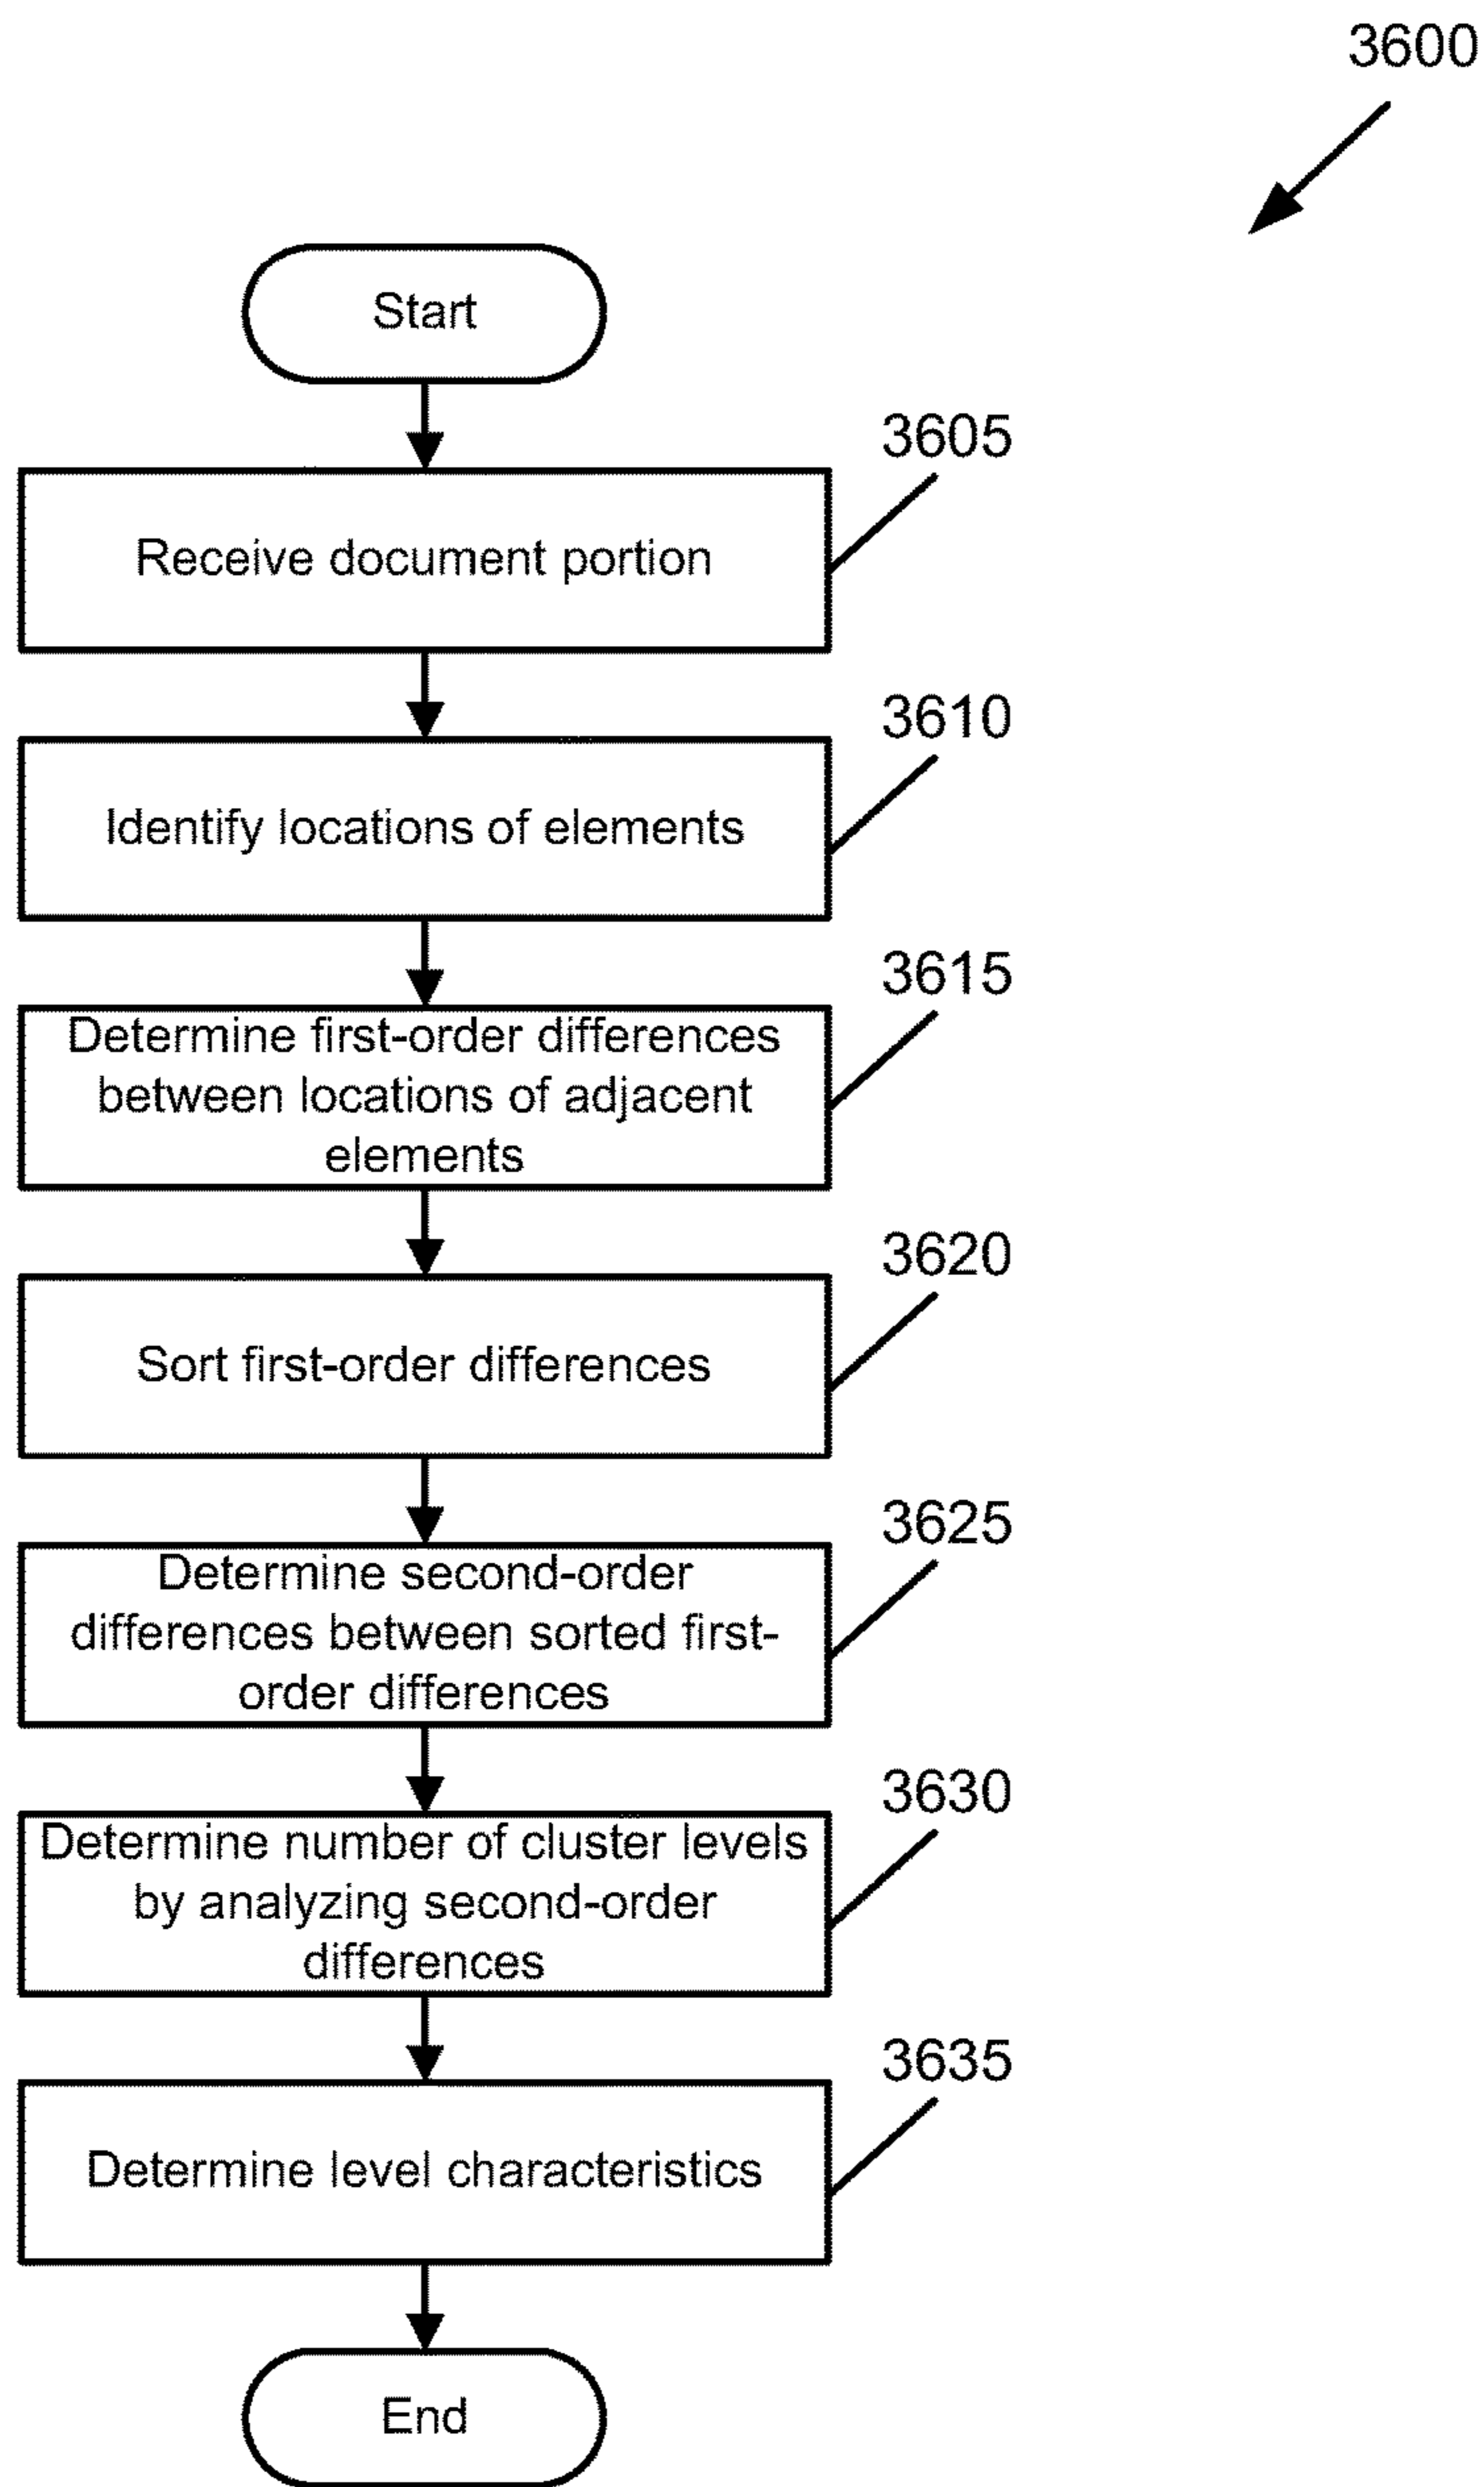 3600
Start
3605
Receive document portion
3610
Identify locations of elements
3615
Determine first-order differences
between locations of adjacent
elements
3620
Sort first-order differences
3625
Determine second-order
differences between sorted first-
order differences
3630
Determine number of cluster levels
by analyzing second-order
differences
3635
Determine level characteristics
End